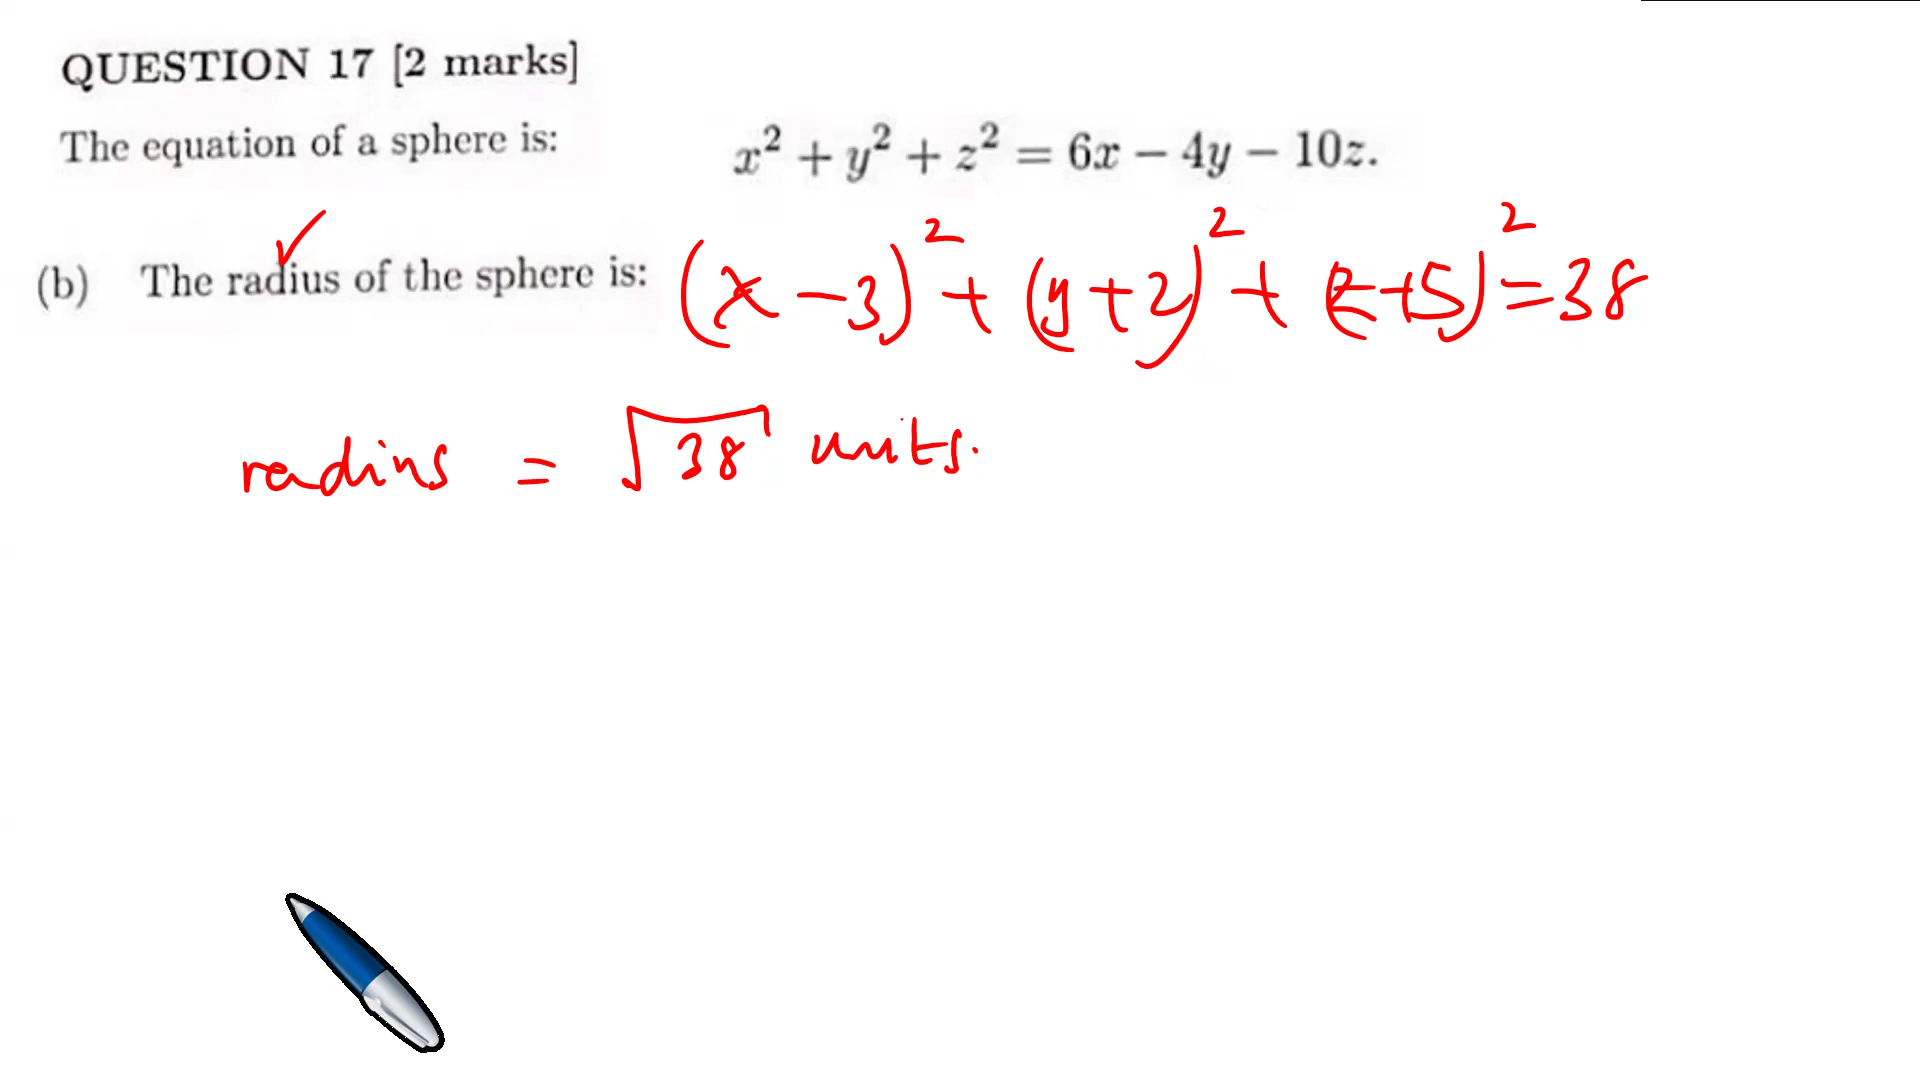 QUESTION 17 [2 marks]
The equation of a sphere is: x² + y² + z² = 6x − 4y − 10z.
(b) The radius of the sphere is: (x − 3)² + (y + 2)² + (z + 5)² = 38
radius = √38 units.